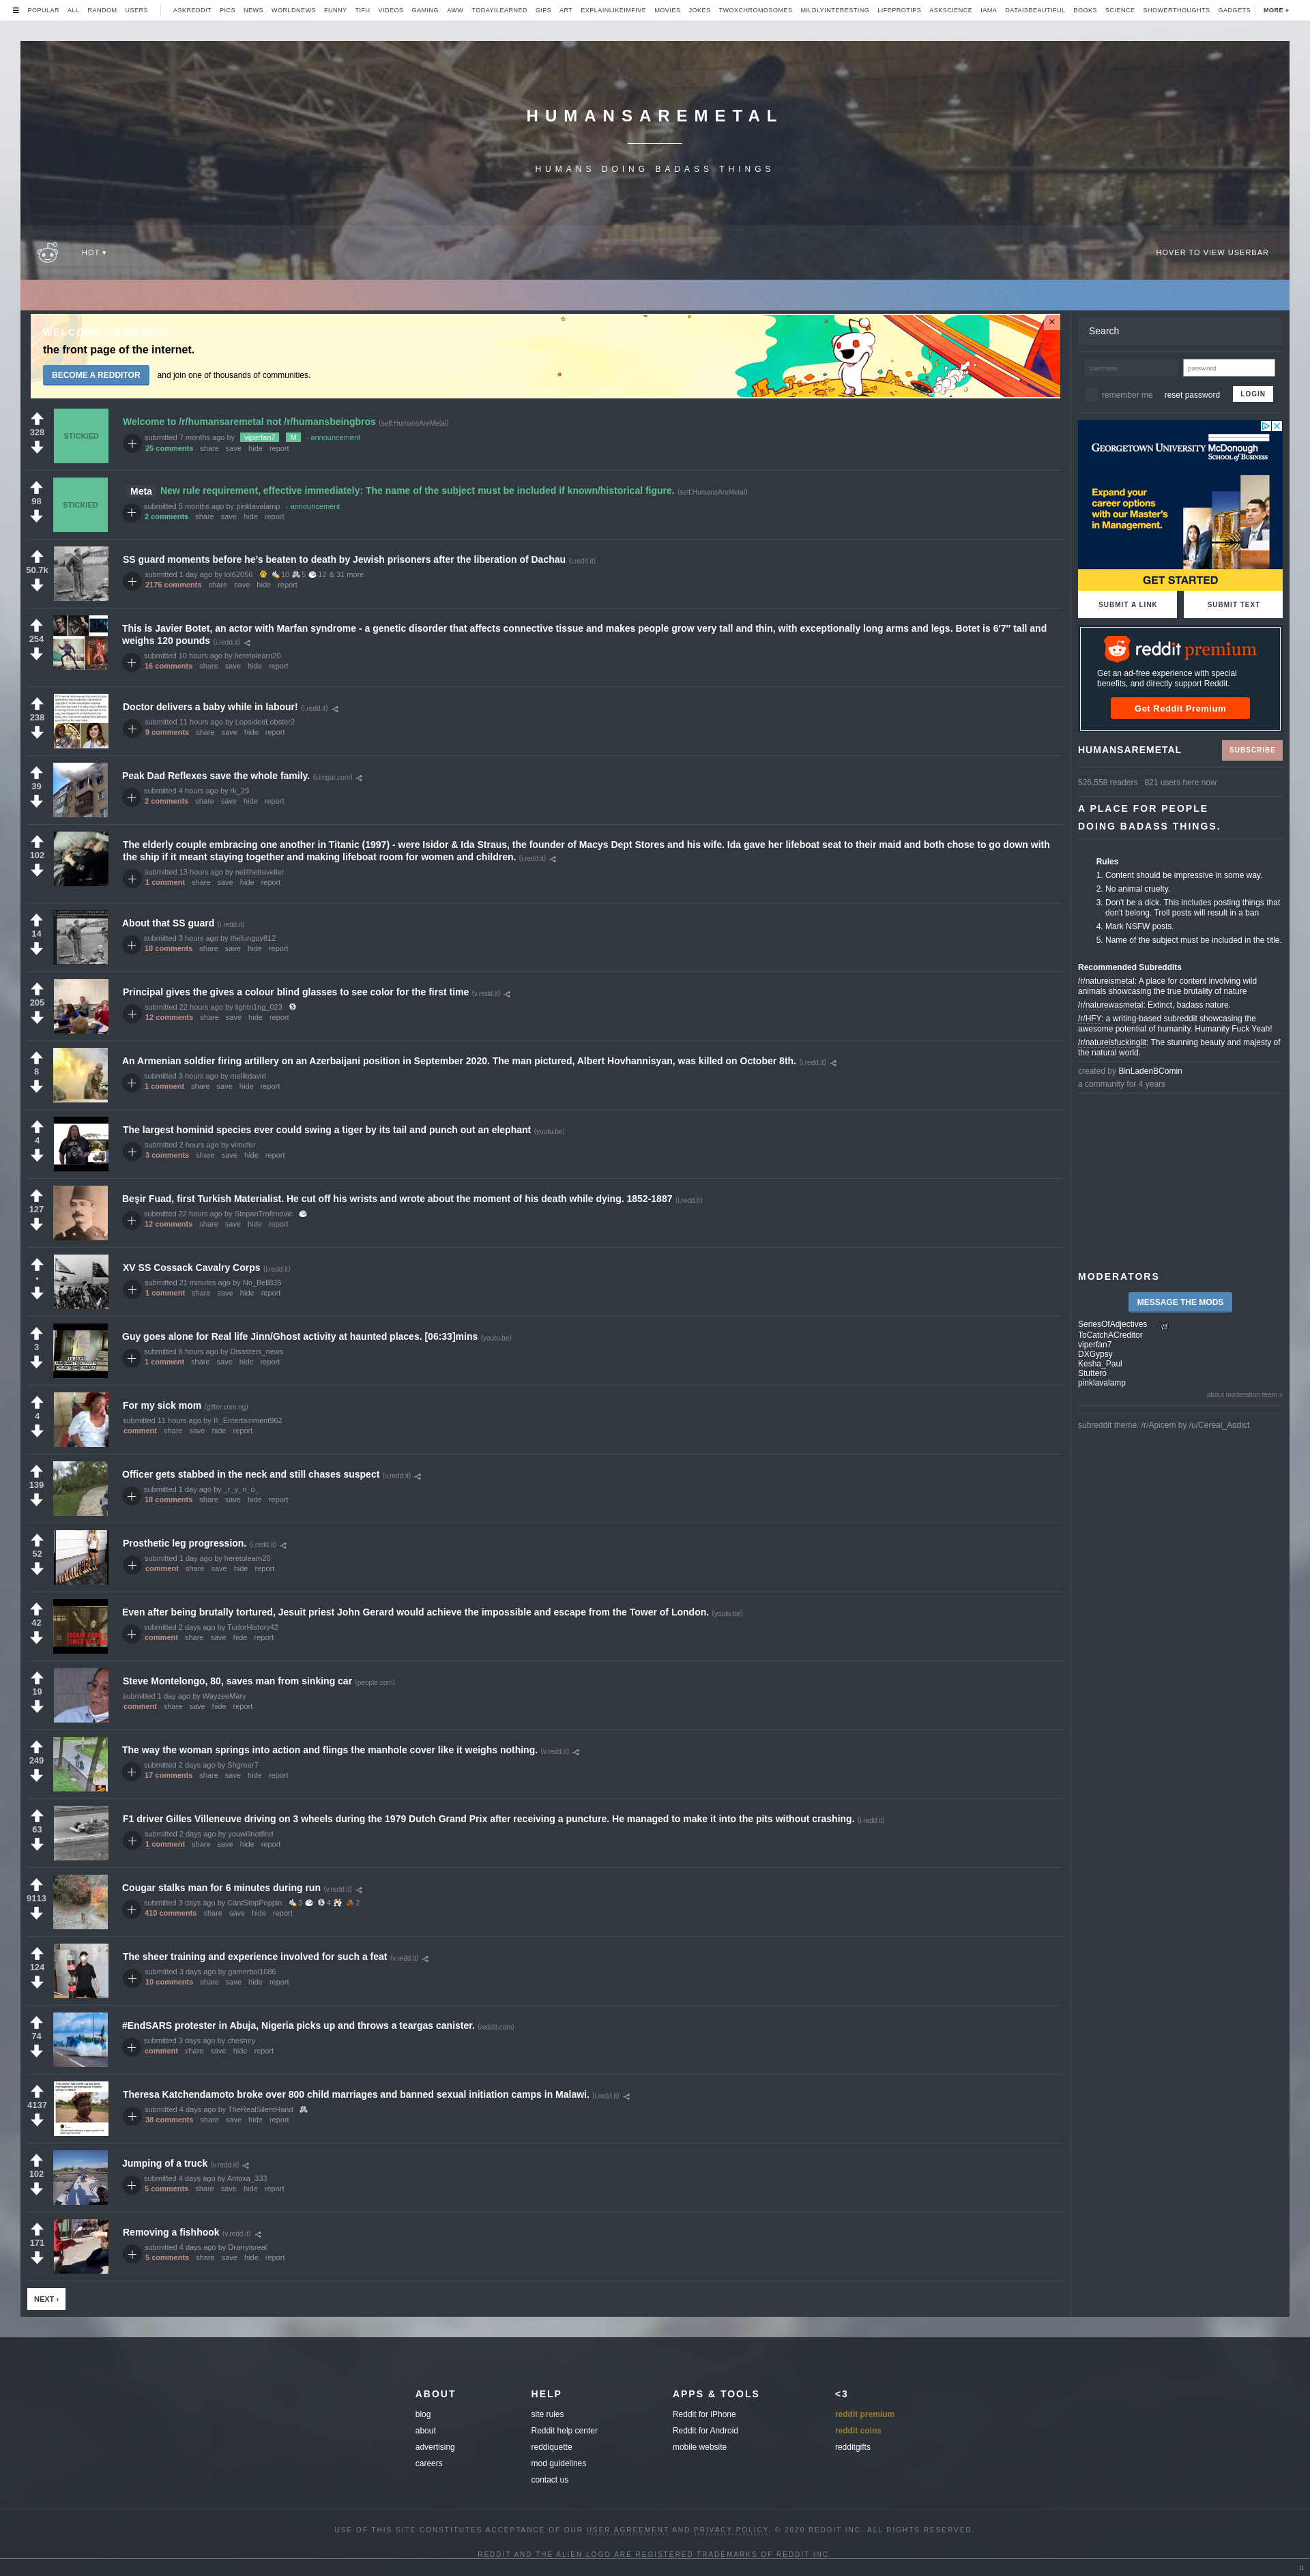 POPULAR ALL RANDOM USERS ASKREDDIT PICS NEWS WORLDNEWS FUNNY TIFU VIDEOS GAMING AWW TODAYILEARNED GIFS ART EXPLAINLIKEIMFIVE MOVIES JOKES TWOXCHROMOSOMES MILDLYINTERESTING LIFEPROTIPS ASKSCIENCE IAMA DATAISBEAUTIFUL BOOKS SCIENCE SHOWERTHOUGHTS GADGETS MORE »
HUMANSAREMETAL
HUMANS DOING BADASS THINGS
HOT ▾
HOVER TO VIEW USERBAR
WELCOME TO REDDIT,
the front page of the internet.
BECOME A REDDITOR and join one of thousands of communities.
×
328
STICKIED
Welcome to /r/humansaremetal not /r/humansbeingbros (self.HumansAreMetal)
submitted 7 months ago by viperfan7 M - announcement
25 comments share save hide report
98
STICKIED
Meta New rule requirement, effective immediately: The name of the subject must be included if known/historical figure. (self.HumansAreMetal)
submitted 5 months ago by pinklavalamp - announcement
2 comments share save hide report
50.7k
SS guard moments before he's beaten to death by Jewish prisoners after the liberation of Dachau (i.redd.it)
submitted 1 day ago by lol62056 10 5 12 & 31 more
2176 comments share save hide report
254
This is Javier Botet, an actor with Marfan syndrome - a genetic disorder that affects connective tissue and makes people grow very tall and thin, with exceptionally long arms and legs. Botet is 6'7" tall and
weighs 120 pounds (i.redd.it)
submitted 10 hours ago by heretolearn20
16 comments share save hide report
238
Doctor delivers a baby while in labour! (i.redd.it)
submitted 11 hours ago by LopsidedLobster2
9 comments share save hide report
39
Peak Dad Reflexes save the whole family. (i.imgur.com)
submitted 4 hours ago by rk_29
2 comments share save hide report
102
The elderly couple embracing one another in Titanic (1997) - were Isidor & Ida Straus, the founder of Macys Dept Stores and his wife. Ida gave her lifeboat seat to their maid and both chose to go down with
the ship if it meant staying together and making lifeboat room for women and children. (i.redd.it)
submitted 13 hours ago by neilthetraveller
1 comment share save hide report
14
About that SS guard (i.redd.it)
submitted 3 hours ago by thefunguy812
18 comments share save hide report
205
Principal gives the gives a colour blind glasses to see color for the first time (v.redd.it)
submitted 22 hours ago by lightn1ng_023
12 comments share save hide report
8
An Armenian soldier firing artillery on an Azerbaijani position in September 2020. The man pictured, Albert Hovhannisyan, was killed on October 8th. (i.redd.it)
submitted 3 hours ago by melikdavid
1 comment share save hide report
4
The largest hominid species ever could swing a tiger by its tail and punch out an elephant (youtu.be)
submitted 2 hours ago by vimefer
3 comments share save hide report
127
Beşir Fuad, first Turkish Materialist. He cut off his wrists and wrote about the moment of his death while dying. 1852-1887 (i.redd.it)
submitted 22 hours ago by StepanTrofimovic
12 comments share save hide report
•
XV SS Cossack Cavalry Corps (i.redd.it)
submitted 21 minutes ago by No_Bell835
1 comment share save hide report
3
Guy goes alone for Real life Jinn/Ghost activity at haunted places. [06:33]mins (youtu.be)
submitted 8 hours ago by Disasters_news
1 comment share save hide report
4
For my sick mom (gifter.com.ng)
submitted 11 hours ago by Ill_Entertainment962
comment share save hide report
139
Officer gets stabbed in the neck and still chases suspect (v.redd.it)
submitted 1 day ago by _r_y_n_o_
18 comments share save hide report
52
Prosthetic leg progression. (i.redd.it)
submitted 1 day ago by heretolearn20
comment share save hide report
42
Even after being brutally tortured, Jesuit priest John Gerard would achieve the impossible and escape from the Tower of London. (youtu.be)
submitted 2 days ago by TudorHistory42
comment share save hide report
19
Steve Montelongo, 80, saves man from sinking car (people.com)
submitted 1 day ago by WayzeeMary
comment share save hide report
249
The way the woman springs into action and flings the manhole cover like it weighs nothing. (v.redd.it)
submitted 2 days ago by Shgreer7
17 comments share save hide report
63
F1 driver Gilles Villeneuve driving on 3 wheels during the 1979 Dutch Grand Prix after receiving a puncture. He managed to make it into the pits without crashing. (i.redd.it)
submitted 2 days ago by youwillnotfind
1 comment share save hide report
9113
Cougar stalks man for 6 minutes during run (v.redd.it)
submitted 3 days ago by CantStopPoppin 3 4 2
410 comments share save hide report
124
The sheer training and experience involved for such a feat (v.redd.it)
submitted 3 days ago by gamerboi1086
10 comments share save hide report
74
#EndSARS protester in Abuja, Nigeria picks up and throws a teargas canister. (reddit.com)
submitted 3 days ago by cheshiry
comment share save hide report
4137
Theresa Katchendamoto broke over 800 child marriages and banned sexual initiation camps in Malawi. (i.redd.it)
submitted 4 days ago by TheRealSilentHand
38 comments share save hide report
102
Jumping of a truck (v.redd.it)
submitted 4 days ago by Antoxa_333
5 comments share save hide report
171
Removing a fishhook (v.redd.it)
submitted 4 days ago by Drarryisreal
5 comments share save hide report
NEXT ›
Search
username password
remember me reset password LOGIN
GEORGETOWN UNIVERSITY McDonough
SCHOOL of BUSINESS
Expand your
career options
with our Master's
in Management.
GET STARTED
SUBMIT A LINK SUBMIT TEXT
reddit premium
Get an ad-free experience with special
benefits, and directly support Reddit.
Get Reddit Premium
HUMANSAREMETAL SUBSCRIBE
526,558 readers 821 users here now
A PLACE FOR PEOPLE
DOING BADASS THINGS.
Rules
1. Content should be impressive in some way.
2. No animal cruelty.
3. Don't be a dick. This includes posting things that
don't belong. Troll posts will result in a ban
4. Mark NSFW posts.
5. Name of the subject must be included in the title.
Recommended Subreddits
/r/natureismetal: A place for content involving wild
animals showcasing the true brutality of nature
/r/naturewasmetal: Extinct, badass nature.
/r/HFY: a writing-based subreddit showcasing the
awesome potential of humanity. Humanity Fuck Yeah!
/r/natureisfuckinglit: The stunning beauty and majesty of
the natural world.
created by BinLadenBComin
a community for 4 years
MODERATORS
MESSAGE THE MODS
SeriesOfAdjectives
ToCatchACreditor
viperfan7
DXGypsy
Kesha_Paul
Stuttero
pinklavalamp
about moderation team »
subreddit theme: /r/Apicem by /u/Cereal_Addict
ABOUT
blog
about
advertising
careers
HELP
site rules
Reddit help center
reddiquette
mod guidelines
contact us
APPS & TOOLS
Reddit for iPhone
Reddit for Android
mobile website
<3
reddit premium
reddit coins
redditgifts
USE OF THIS SITE CONSTITUTES ACCEPTANCE OF OUR USER AGREEMENT AND PRIVACY POLICY. © 2020 REDDIT INC. ALL RIGHTS RESERVED.
REDDIT AND THE ALIEN LOGO ARE REGISTERED TRADEMARKS OF REDDIT INC.
π